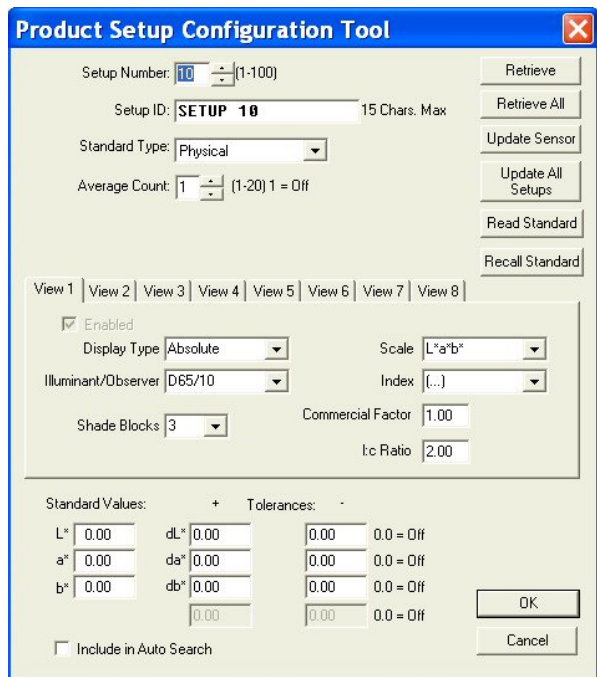 Product Setup Configuration Tool
Setup Number: 10 (1-100)
Retrieve
Setup ID: SETUP 10 15 Chars. Max
Retrieve All
Standard Type: Physical
Update Sensor
Average Count: 1 (1-20) 1 = Off
Update All
Setups
Read Standard
Recall Standard
View 1 View 2 View 3 View 4 View 5 View 6 View 7 View 8
Enabled
Display Type Absolute Scale L*a*b*
Illuminant/Observer D65/10 Index (...)
Shade Blocks 3 Commercial Factor 1.00
l:c Ratio 2.00
Standard Values: + Tolerances: -
L* 0.00 dL* 0.00 0.00 0.0 = Off
a* 0.00 da* 0.00 0.00 0.0 = Off
b* 0.00 db* 0.00 0.00 0.0 = Off
0.00 0.00 0.0 = Off
OK
Include in Auto Search
Cancel